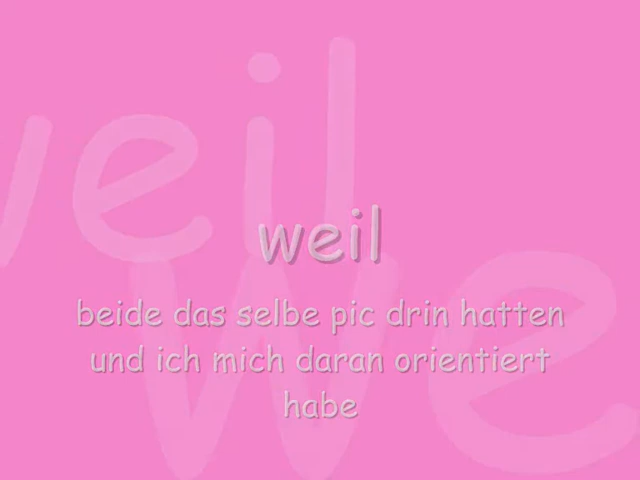 weil
beide das selbe pic drin hatten
und ich mich daran orientiert
habe